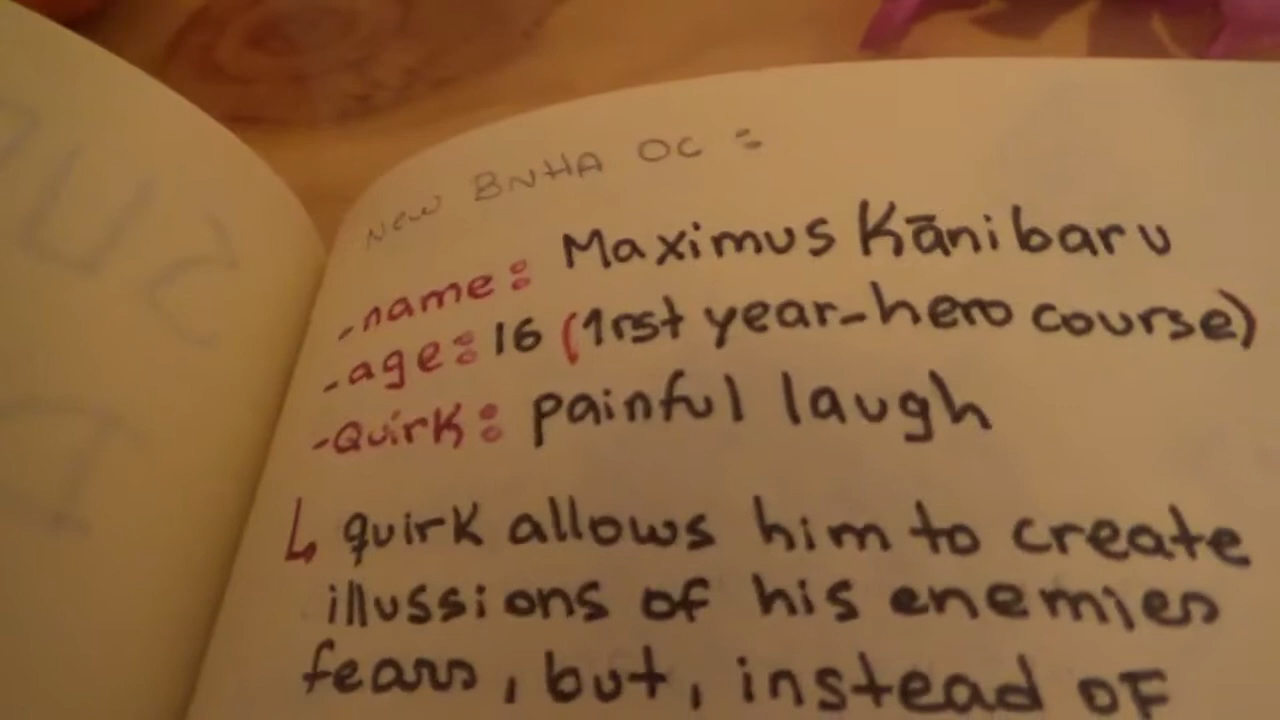 New BNHA OC :
-name: Maximus Kānibaru
-age: 16 (1rst year-hero course)
-Quirk: painful laugh
↳ quirk allows him to create
illussions of his enemies
fears, but, instead of